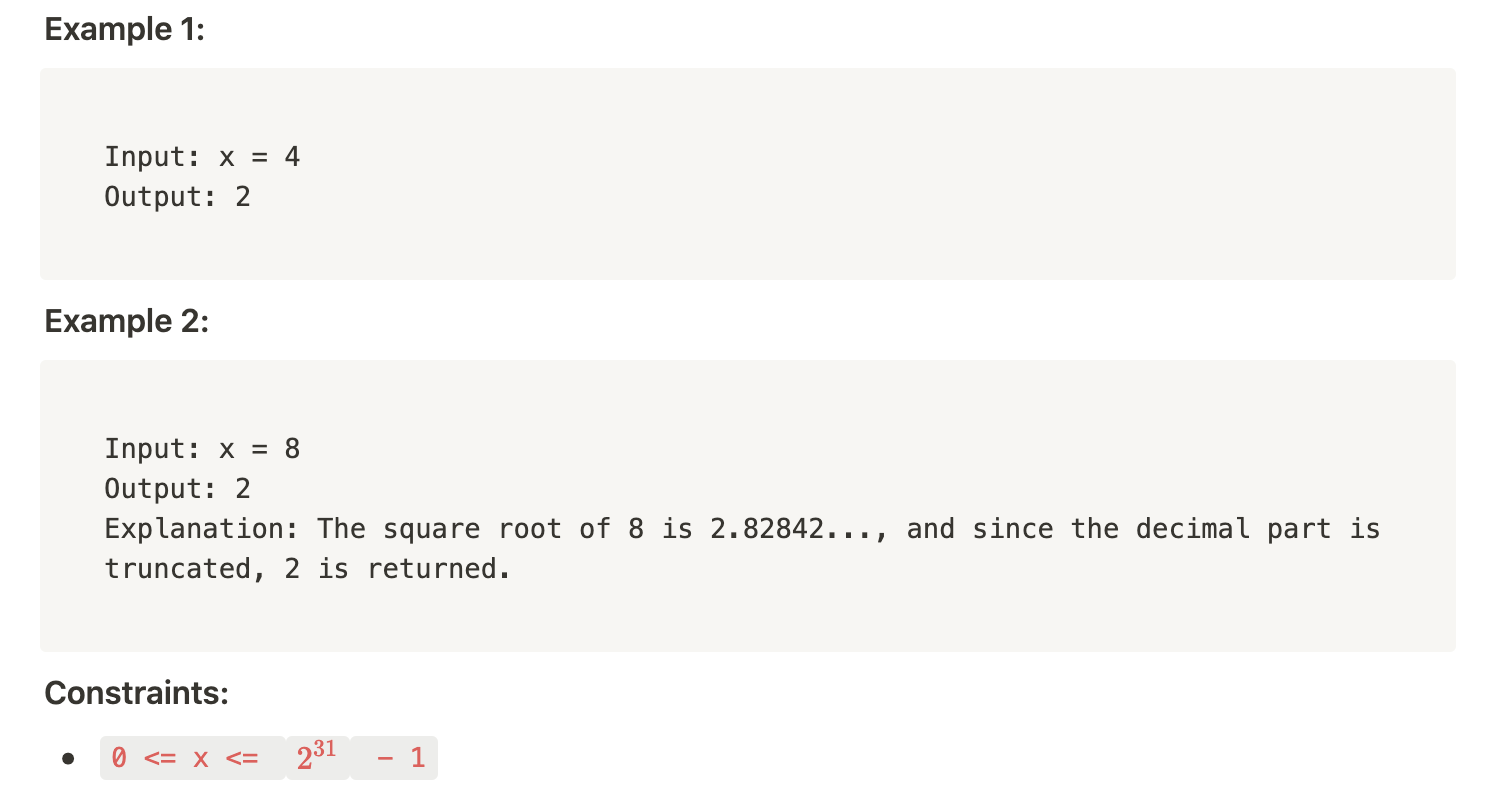 Example 1:
Input: x = 4
Output: 2
Example 2:
Input: x = 8
Output: 2
Explanation: The square root of 8 is 2.82842..., and since the decimal part is
truncated, 2 is returned.
Constraints:
• 0 <= x <= 2^31 - 1